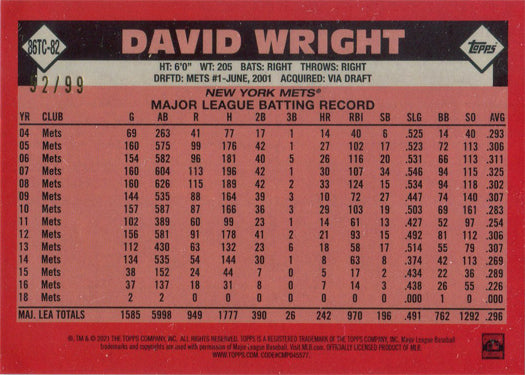 86TC-82
DAVID WRIGHT
Topps
HT: 6'0" WT: 205 BATS: RIGHT THROWS: RIGHT
DRFTD: METS #1-JUNE, 2001 ACQUIRED: VIA DRAFT
52/99
NEW YORK METS®
MAJOR LEAGUE BATTING RECORD
YR CLUB G AB R H 2B 3B HR RBI SB SLG BB SO AVG
04 Mets 69 263 41 77 17 1 14 40 6 .525 14 40 .293
05 Mets 160 575 99 176 42 1 27 102 17 .523 72 113 .306
06 Mets 154 582 96 181 40 5 26 116 20 .531 66 113 .311
07 Mets 160 604 113 196 42 1 30 107 34 .546 94 115 .325
08 Mets 160 626 115 189 42 2 33 124 15 .534 94 118 .302
09 Mets 144 535 88 164 39 3 10 72 27 .447 74 140 .307
10 Mets 157 587 87 166 36 3 29 103 19 .503 69 161 .283
11 Mets 102 389 60 99 23 1 14 61 13 .427 52 97 .254
12 Mets 156 581 91 178 41 2 21 93 15 .492 81 112 .306
13 Mets 112 430 63 132 23 6 18 58 17 .514 55 79 .307
14 Mets 134 535 54 144 30 1 8 63 8 .374 42 113 .269
15 Mets 38 152 24 44 7 0 5 17 2 .434 22 36 .289
16 Mets 37 137 18 31 8 0 7 14 3 .438 26 55 .226
18 Mets 2 2 0 0 0 0 0 0 0 .000 1 0 .000
MAJ. LEA TOTALS 1585 5998 949 1777 390 26 242 970 196 .491 762 1292 .296
®, TM & © 2021 THE TOPPS COMPANY, INC. ALL RIGHTS RESERVED. TOPPS IS A REGISTERED TRADEMARK OF THE TOPPS COMPANY, INC. Major League Baseball
trademarks and copyrights are used with permission of Major League Baseball. Visit MLB.com. OFFICIALLY LICENSED PRODUCT OF MLB
WWW.TOPPS.COM. CODE#CMP045577